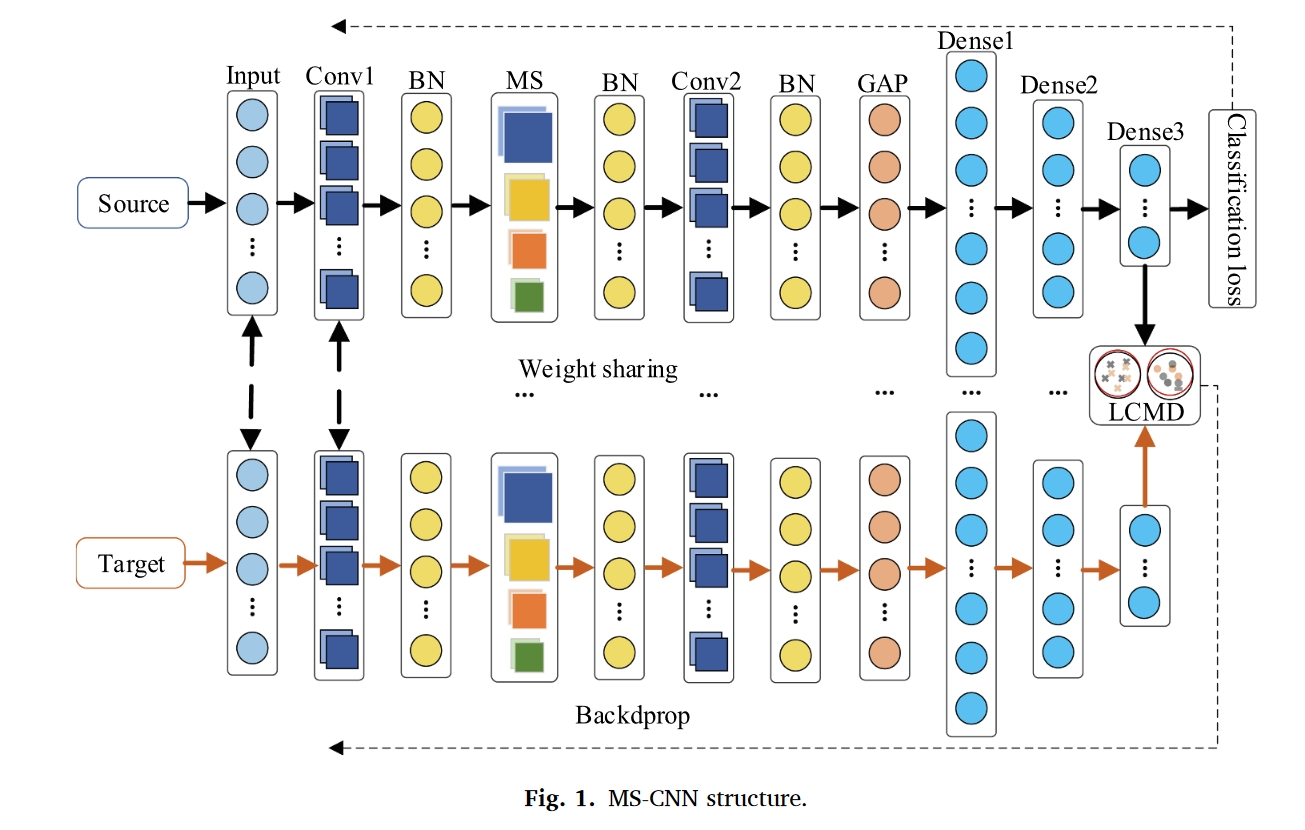 Dense1
Input Conv1 BN MS BN Conv2 BN GAP Dense2
Dense3
Classification loss
Source
Weight sharing
... ... ... ... ...
LCMD
Target
Backdprop
Fig. 1. MS-CNN structure.